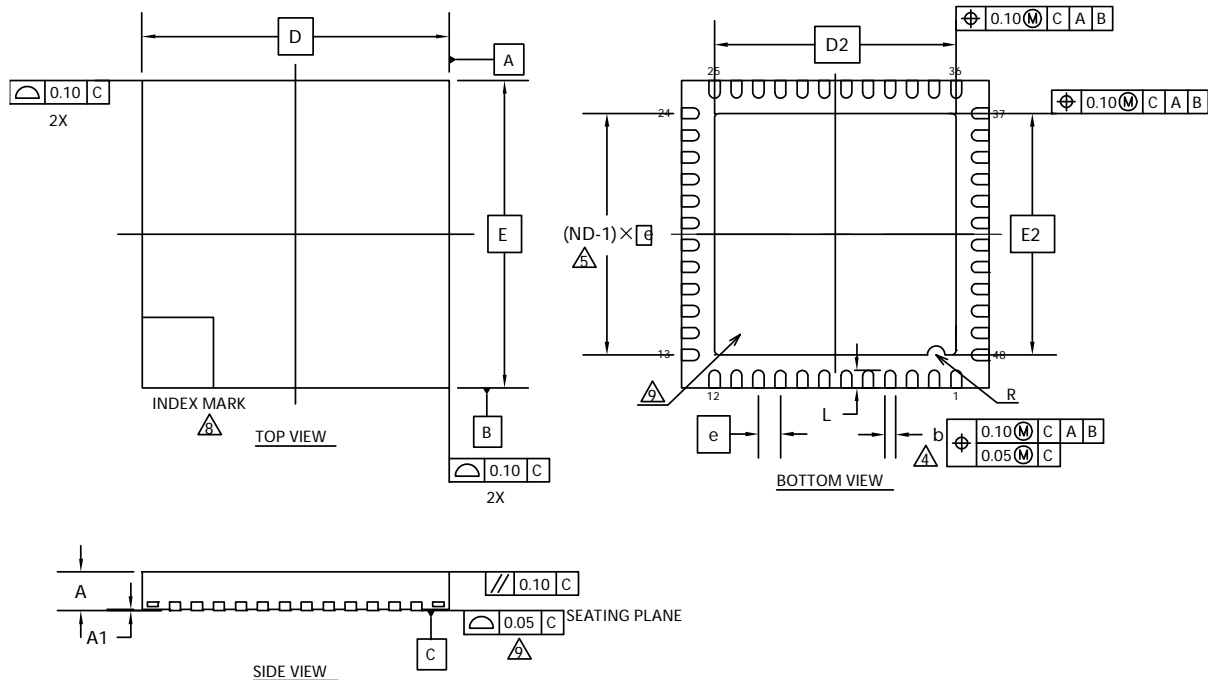 D
A
0.10 C
2X
E
INDEX MARK
8
TOP VIEW
B
0.10 C
2X
D2
0.10 M C A B
25
36
0.10 M C A B
24
37
(ND-1)×e
5
E2
13
48
9
12
1
L
R
e
b
4
0.10 M C A B
0.05 M C
BOTTOM VIEW
A
0.10 C
A1
0.05 C
SEATING PLANE
9
C
SIDE VIEW